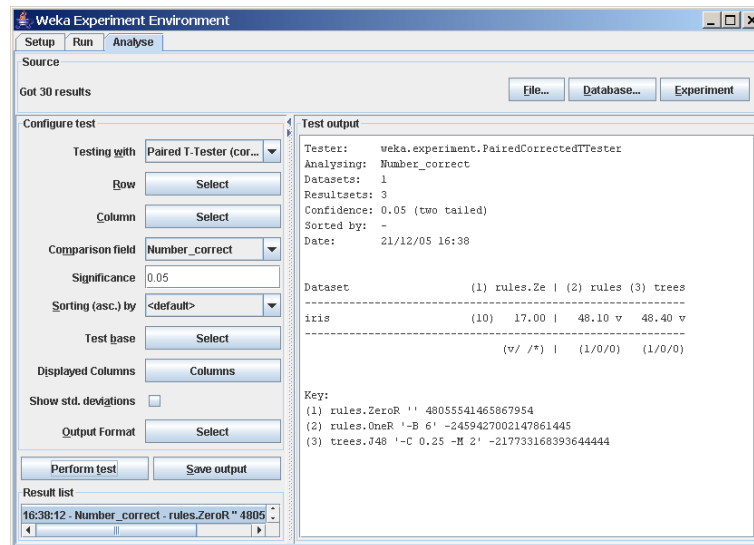 Weka Experiment Environment
Setup Run Analyse
Source
Got 30 results
File... Database... Experiment
Configure test
Testing with Paired T-Tester (cor...
Row Select
Column Select
Comparison field Number_correct
Significance 0.05
Sorting (asc.) by <default>
Test base Select
Displayed Columns Columns
Show std. deviations
Output Format Select
Perform test Save output
Result list
16:38:12 - Number_correct - rules.ZeroR '' 4805
Test output
Tester: weka.experiment.PairedCorrectedTTester
Analysing: Number_correct
Datasets: 1
Resultsets: 3
Confidence: 0.05 (two tailed)
Sorted by: -
Date: 21/12/05 16:38
Dataset (1) rules.Ze | (2) rules (3) trees
--------------------------------------------------------------
iris (10) 17.00 | 48.10 v 48.40 v
--------------------------------------------------------------
(v/ /*) | (1/0/0) (1/0/0)
Key:
(1) rules.ZeroR '' 48055541465867954
(2) rules.OneR '-B 6' -2459427002147861445
(3) trees.J48 '-C 0.25 -M 2' -217733168393644444